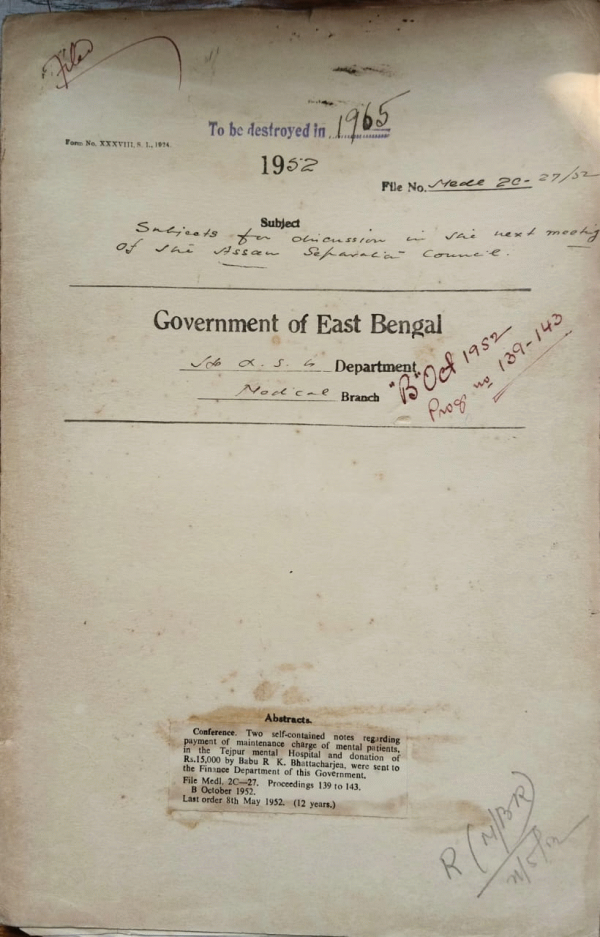 Filed
To be destroyed in 1965
Form No. XXXVIII. S. I., 1954.
1952
File No. Medl 2C-27/52
Subject
Subjects for discussion in the next meeting
of the Assam Separation Council.
Government of East Bengal
Department
Medical Branch
"B" Oct 1952
Progs no 139-143
Abstracts.
Conference. Two self-contained notes regarding
payment of maintenance charge of mental patients,
in the Tejpur mental Hospital and donation of
Rs.15,000 by Babu R K. Bhattacharjea, were sent to
the Finance Department of this Government.
File Medl. 2C—27. Proceedings 139 to 143.
B October 1952.
Last order 8th May 1952. (12 years.)